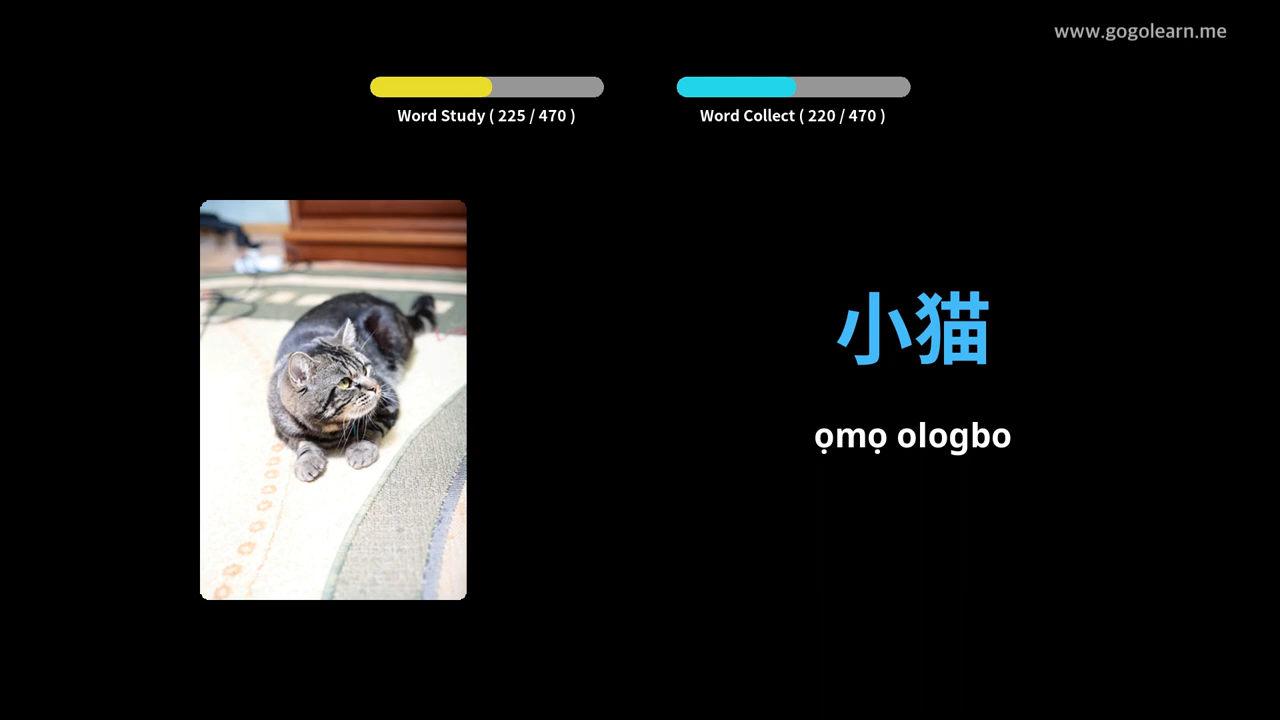 www.gogolearn.me
Word Study ( 225 / 470 )
Word Collect ( 220 / 470 )
小猫
ọmọ ologbo